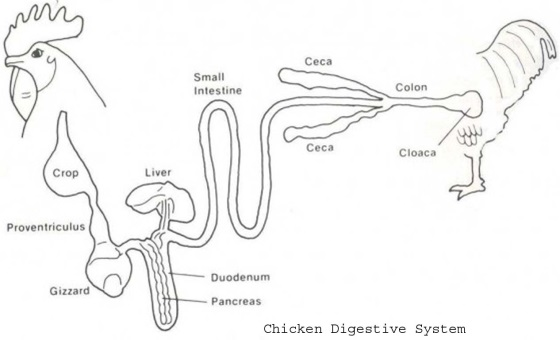 Ceca
Small
Intestine
Colon
Ceca
Cloaca
Crop
Liver
Proventriculus
Duodenum
Gizzard
Pancreas
Chicken Digestive System